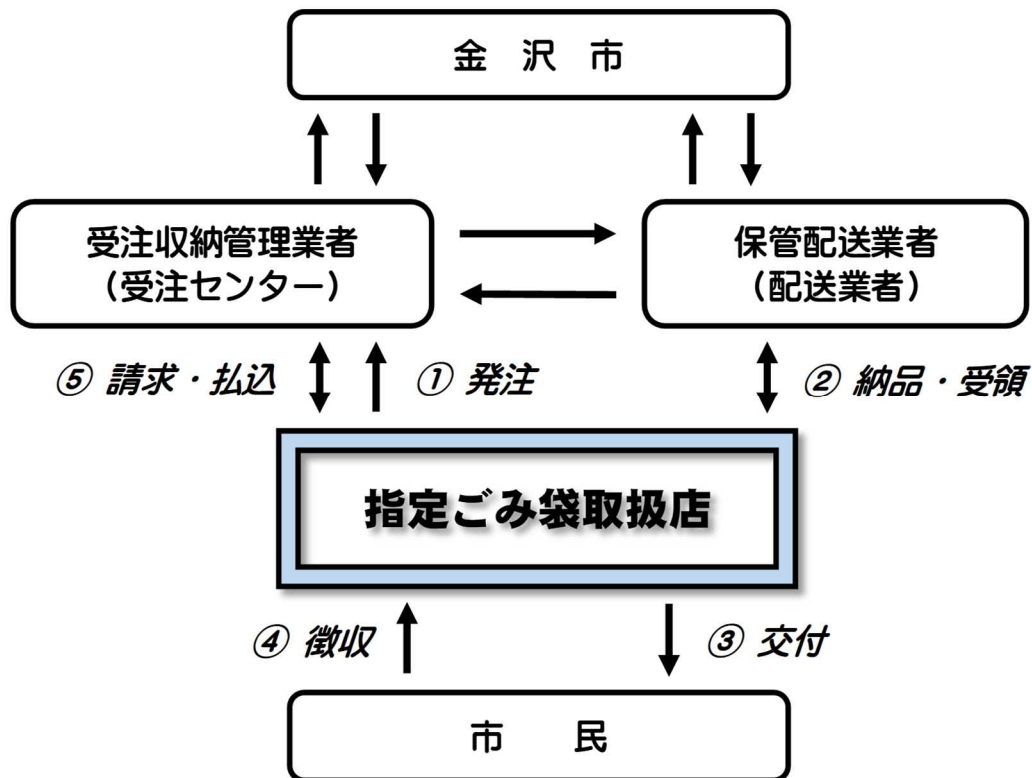 金 沢 市
受注収納管理業者
（受注センター）
保管配送業者
（配送業者）
⑤ 請求・払込
① 発注
② 納品・受領
指定ごみ袋取扱店
④ 徴収
③ 交付
市 民